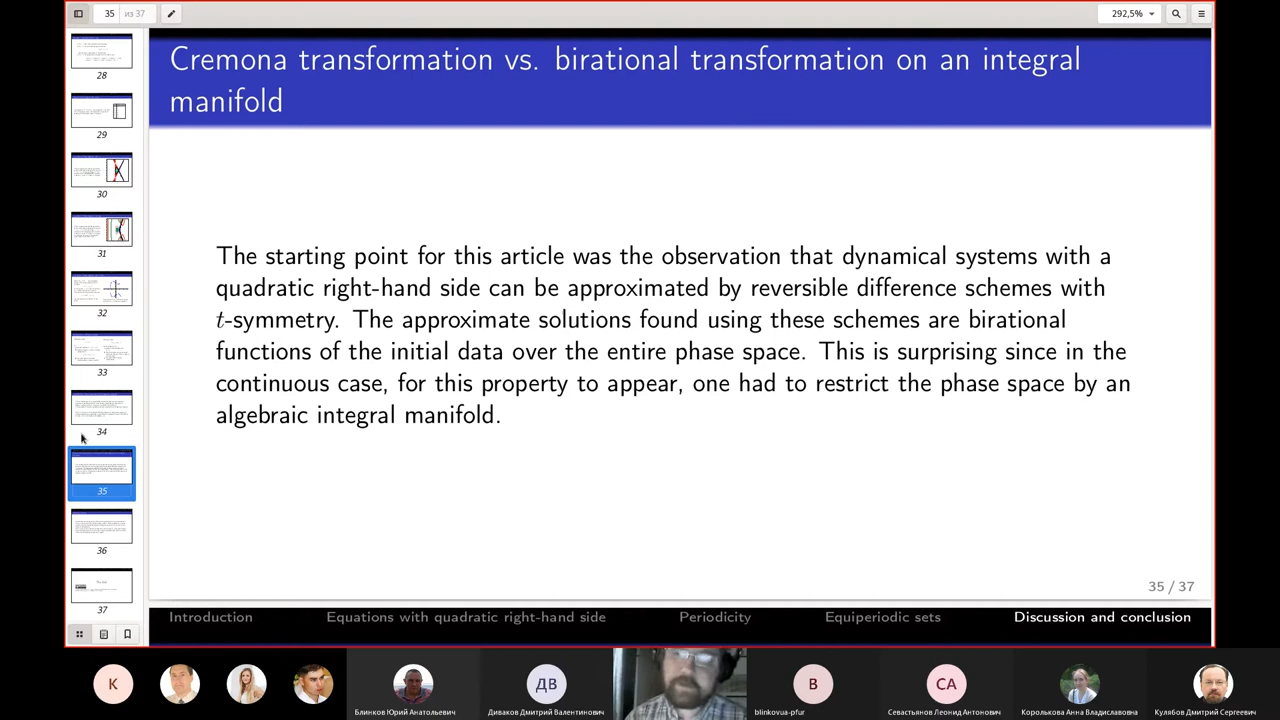 35 из 37
292,5%
Cremona transformation vs. birational transformation on an integral
manifold
28
29
30
31
32
33
34
35
36
37
The starting point for this article was the observation that dynamical systems with a
quadratic right-hand side can be approximated by reversible difference schemes with
t-symmetry. The approximate solutions found using these schemes are birational
functions of the initial data over the entire phase space. This is surprising since in the
continuous case, for this property to appear, one had to restrict the phase space by an
algebraic integral manifold.
35 / 37
Introduction Equations with quadratic right-hand side Periodicity Equiperiodic sets Discussion and conclusion
К ДВ В СА
Блинков Юрий Анатольевич Диваков Дмитрий Валентинович blinkovua-pfur Севастьянов Леонид Антонович Королькова Анна Владиславовна Кулябов Дмитрий Сергеевич